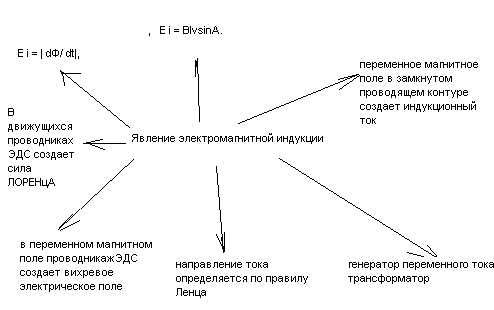 , E i = BlvsinA.
E i = | dФ/ dt|,
переменное магнитное
поле в замкнутом
проводящем контуре
создает индукционный
ток
В
движущихся
проводниках
ЭДС создает
сила
ЛОРЕНцА
Явление электромагнитной индукции
в переменном магнитном
поле проводникажЭДС
создает вихревое
электрическое поле
направление тока
определяется по правилу
Ленца
генератор переменного тока
трансформатор